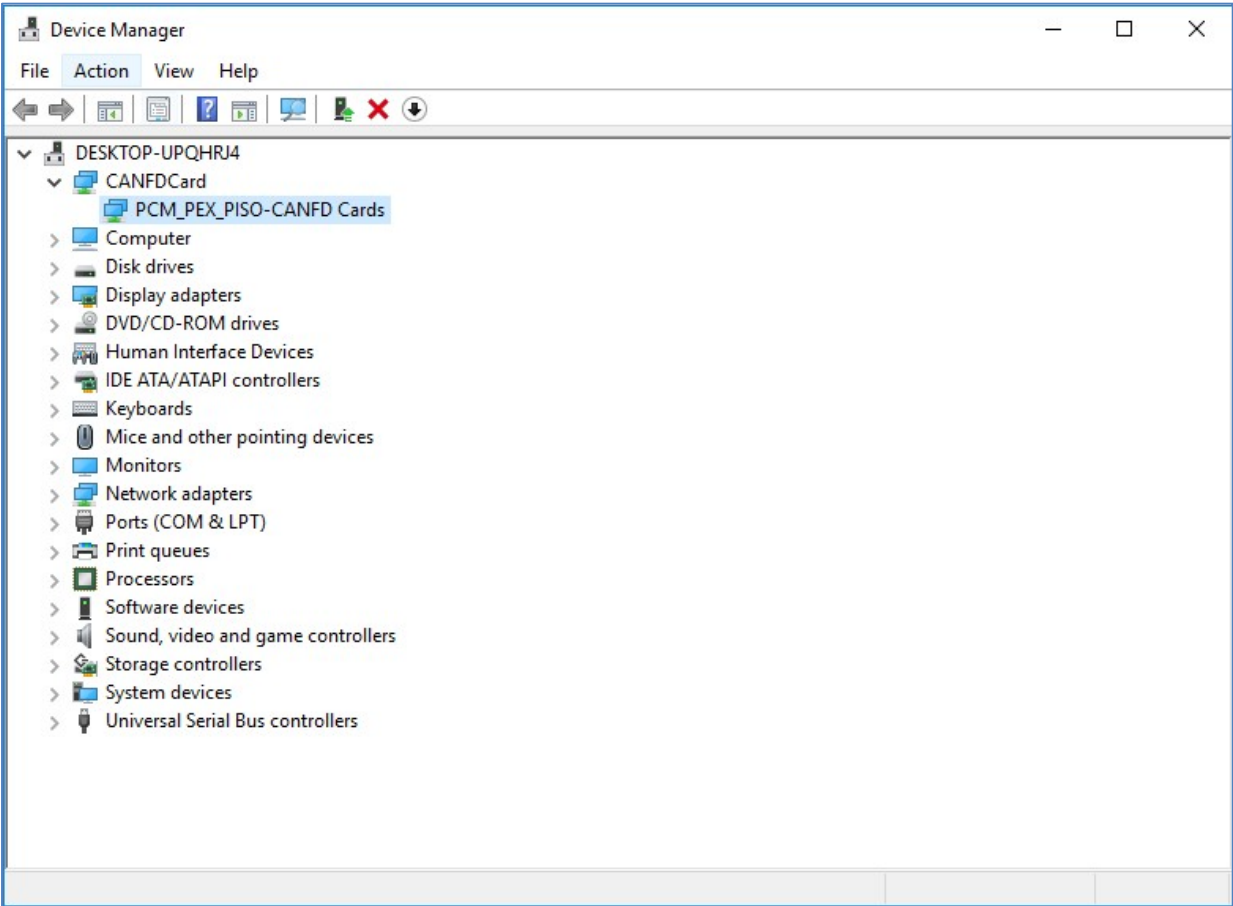 Device Manager
File Action View Help
DESKTOP-UPQHRJ4
CANFDCard
PCM_PEX_PISO-CANFD Cards
Computer
Disk drives
Display adapters
DVD/CD-ROM drives
Human Interface Devices
IDE ATA/ATAPI controllers
Keyboards
Mice and other pointing devices
Monitors
Network adapters
Ports (COM & LPT)
Print queues
Processors
Software devices
Sound, video and game controllers
Storage controllers
System devices
Universal Serial Bus controllers